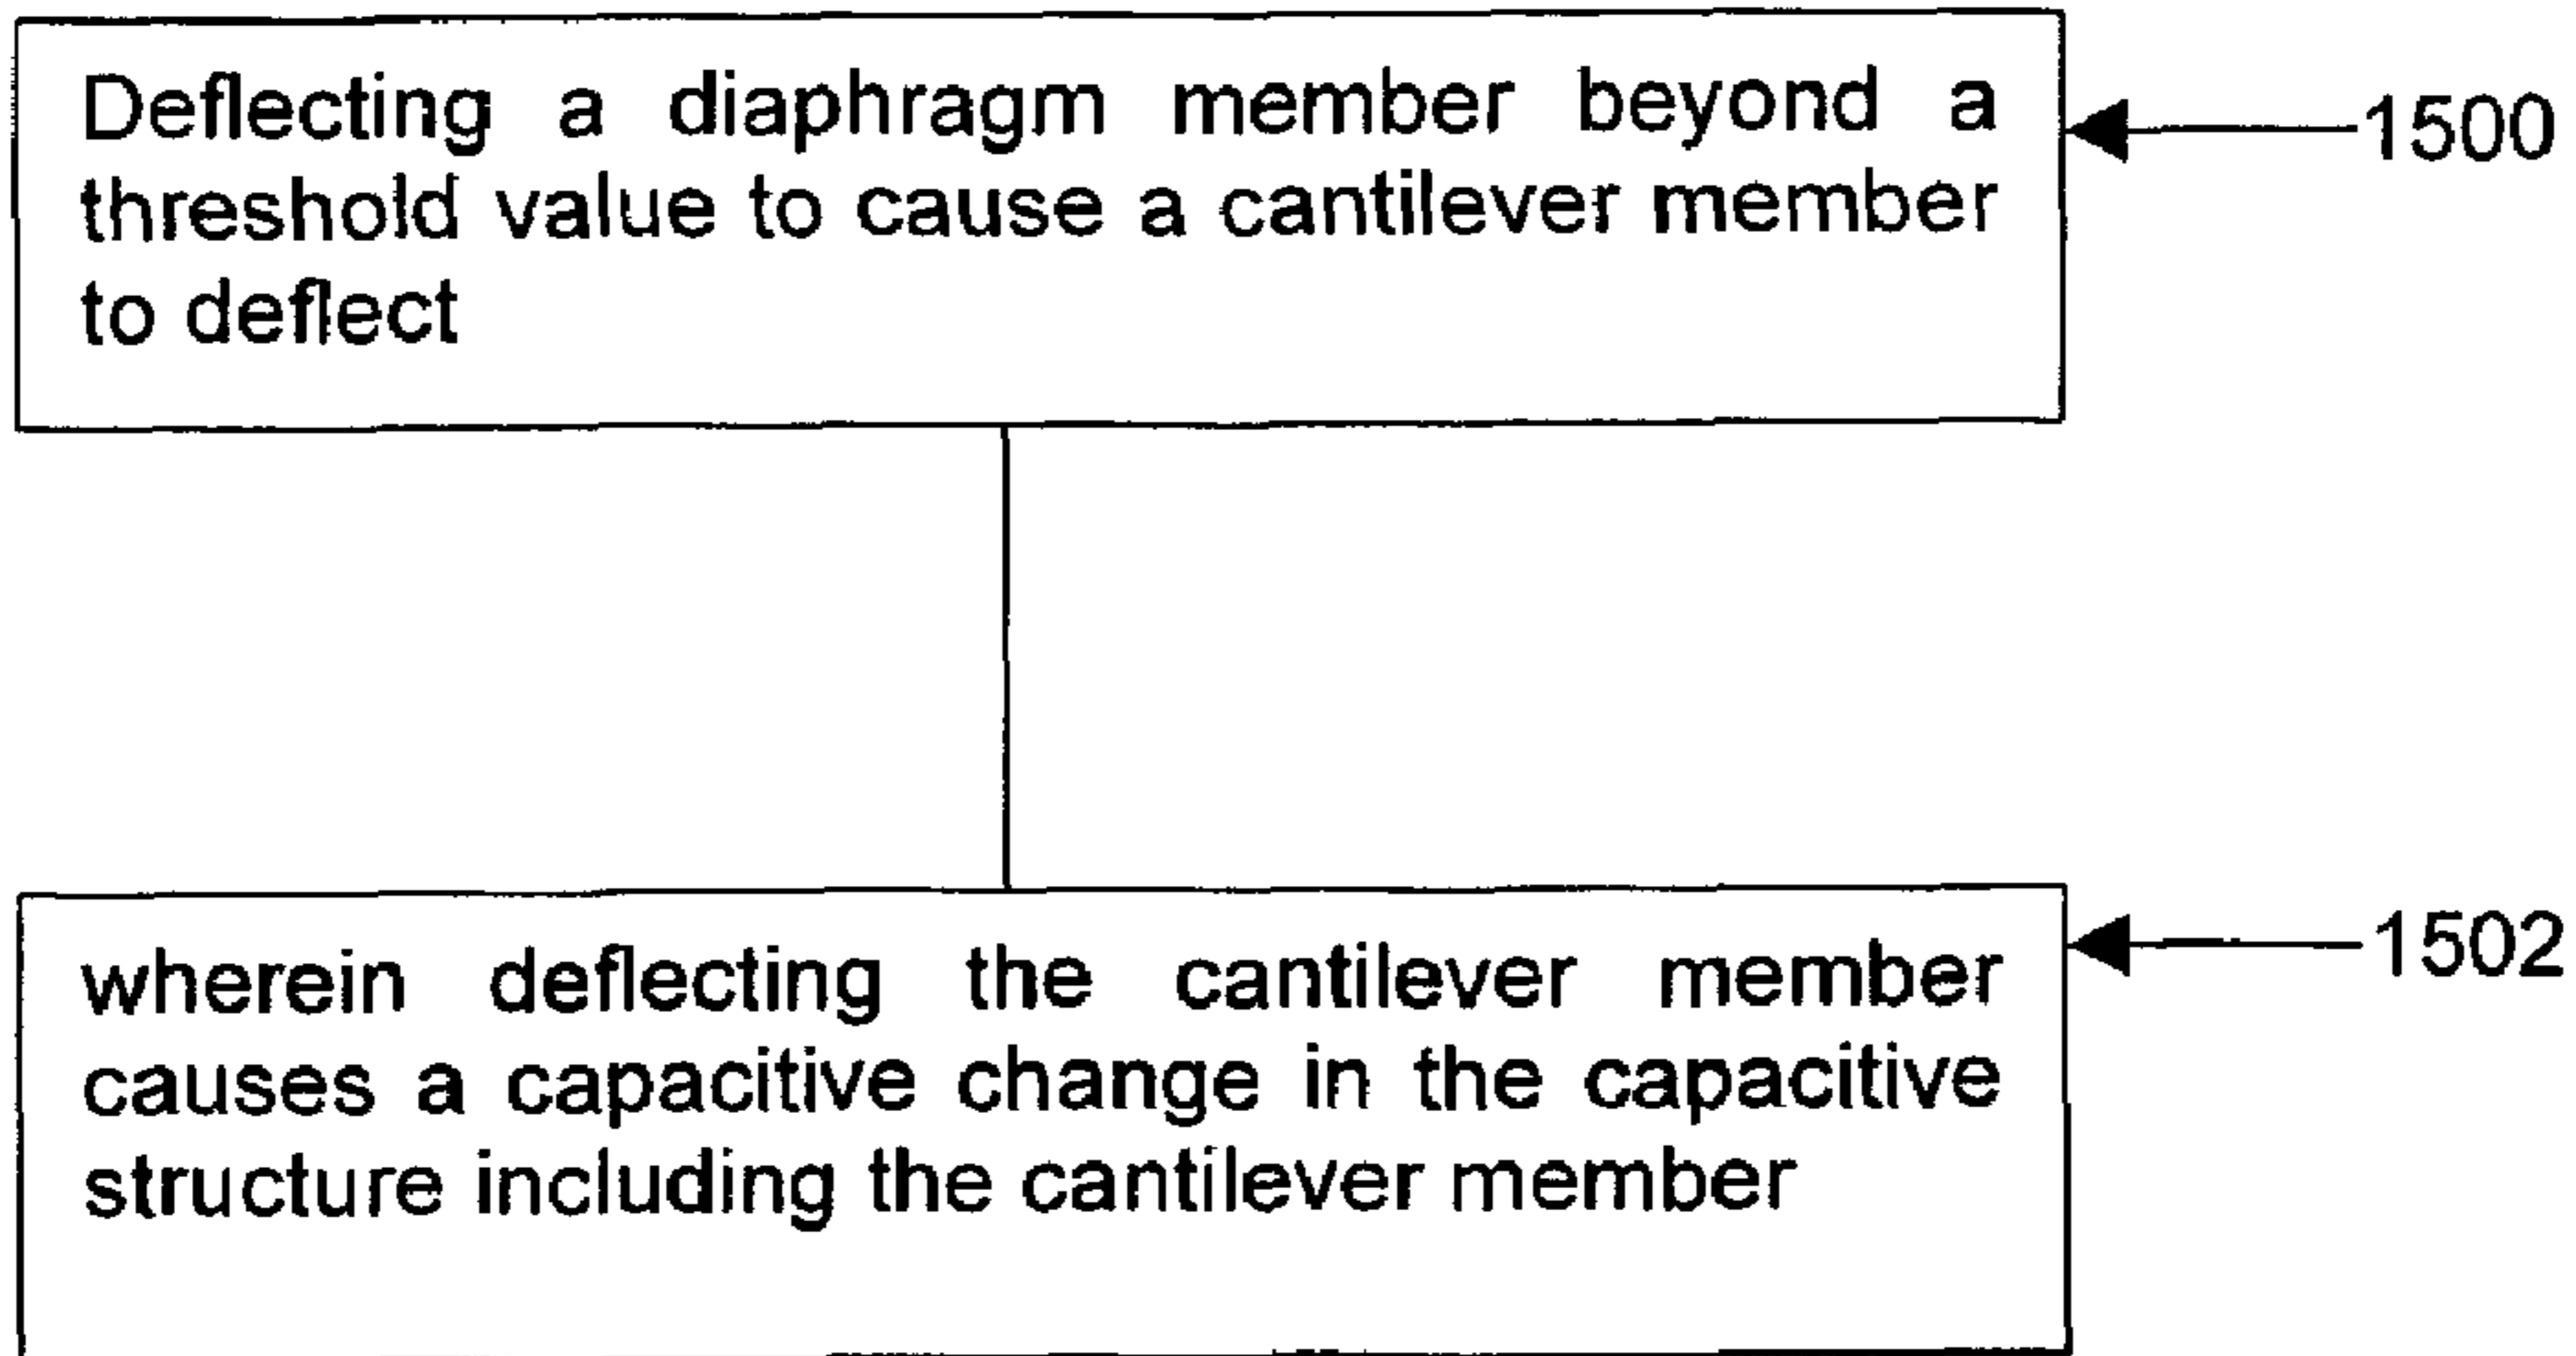 Deflecting a diaphragm member beyond a
threshold value to cause a cantilever member
to deflect
1500
wherein deflecting the cantilever member
causes a capacitive change in the capacitive
structure including the cantilever member
1502